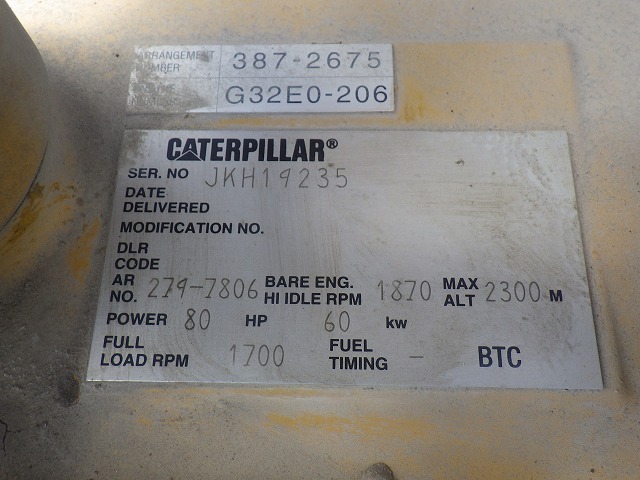 ARRANGEMENT NUMBER 387-2675
G32E0-206
CATERPILLAR®
SER. NO JKH19235
DATE
DELIVERED
MODIFICATION NO.
DLR
CODE
AR NO. 279-7806 BARE ENG. HI IDLE RPM 1870 MAX ALT 2300 M
POWER 80 HP 60 kw
FULL LOAD RPM 1700 FUEL TIMING – BTC